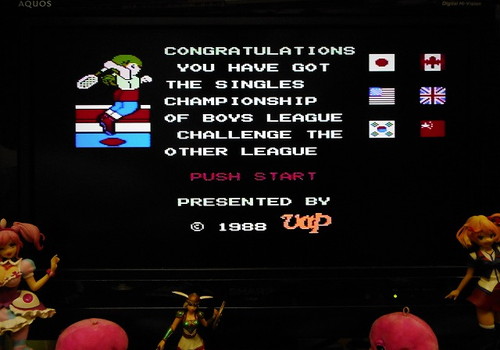 AQUOS
CONGRATULATIONS
YOU HAVE GOT
THE SINGLES
CHAMPIONSHIP
OF BOYS LEAGUE
CHALLENGE THE
OTHER LEAGUE
PUSH START
PRESENTED BY
© 1988 vap